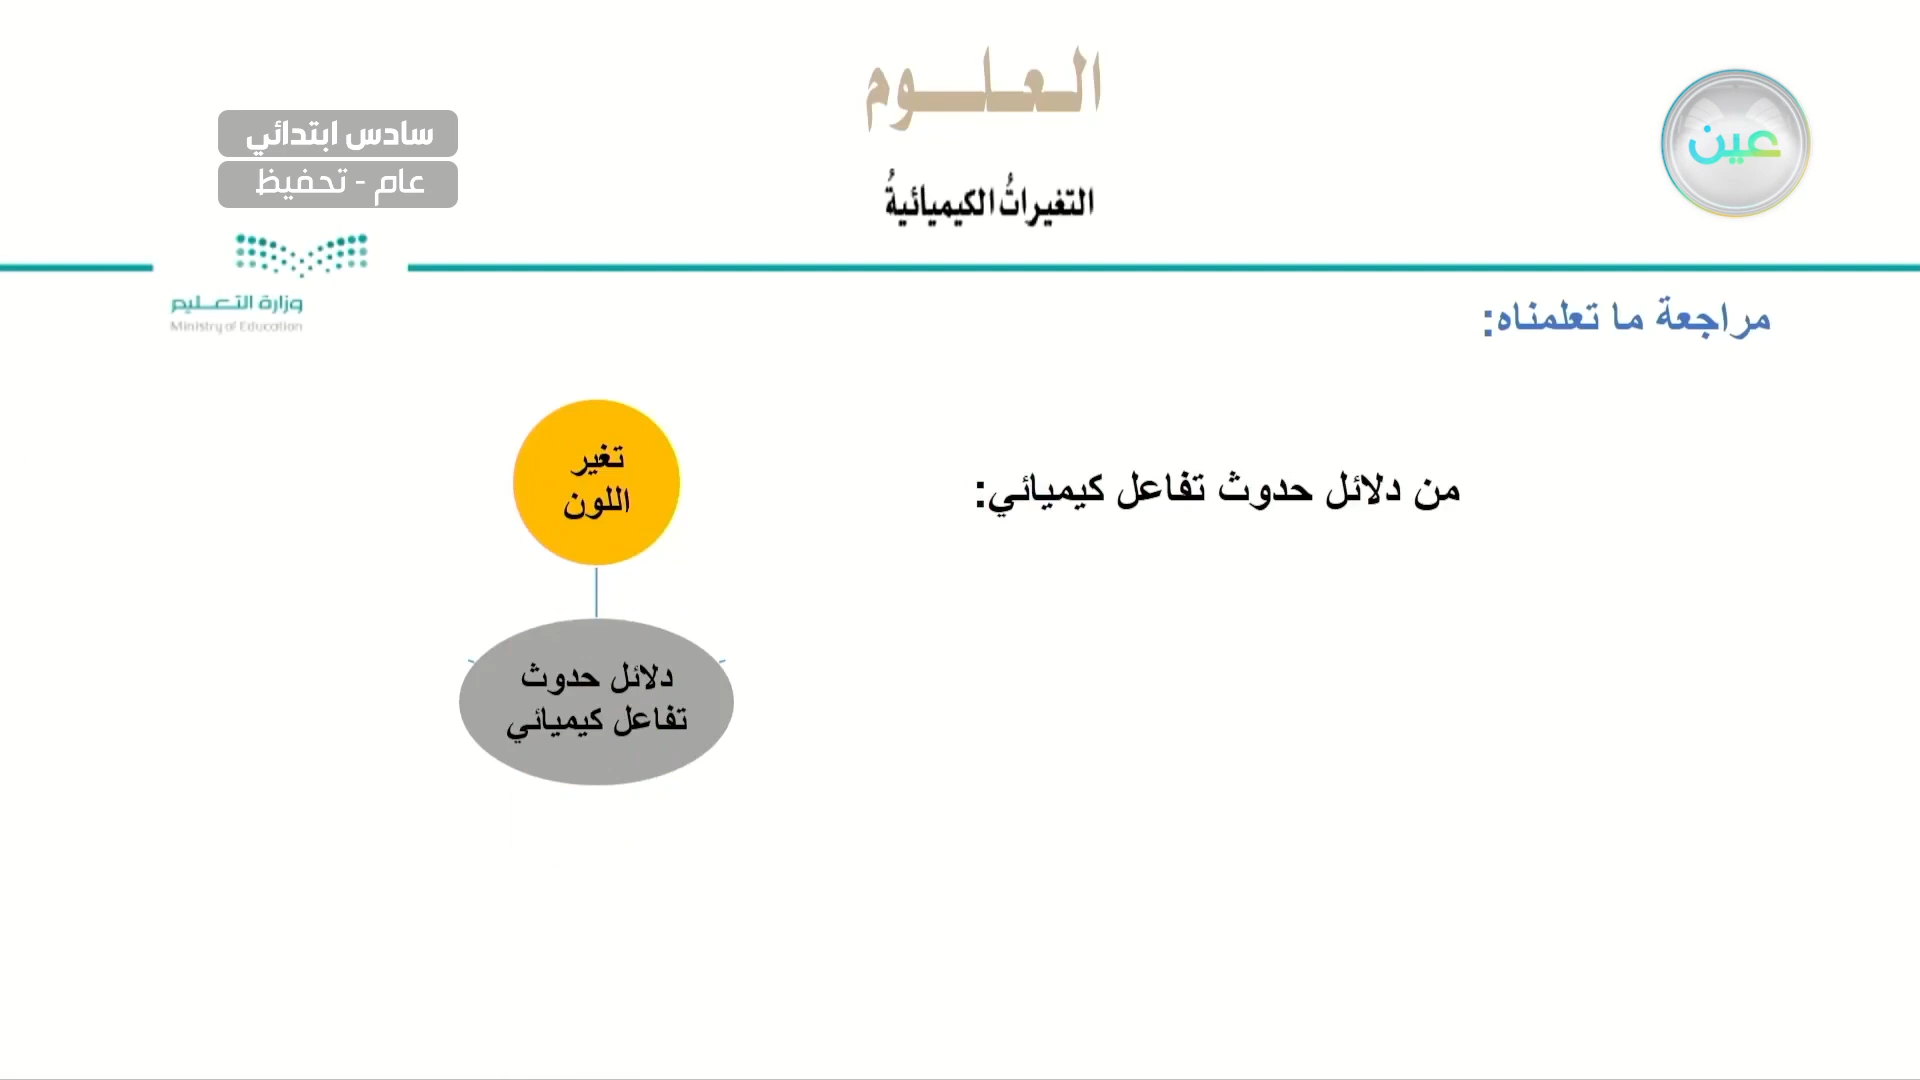 العلوم
عين
سادس ابتدائي
عام - تحفيظ
التغيراتُ الكيميائيةُ
وزارة التعليم
Ministry of Education
مراجعة ما تعلمناه:
من دلائل حدوث تفاعل كيميائي:
تغير
اللون
دلائل حدوث
تفاعل كيميائي